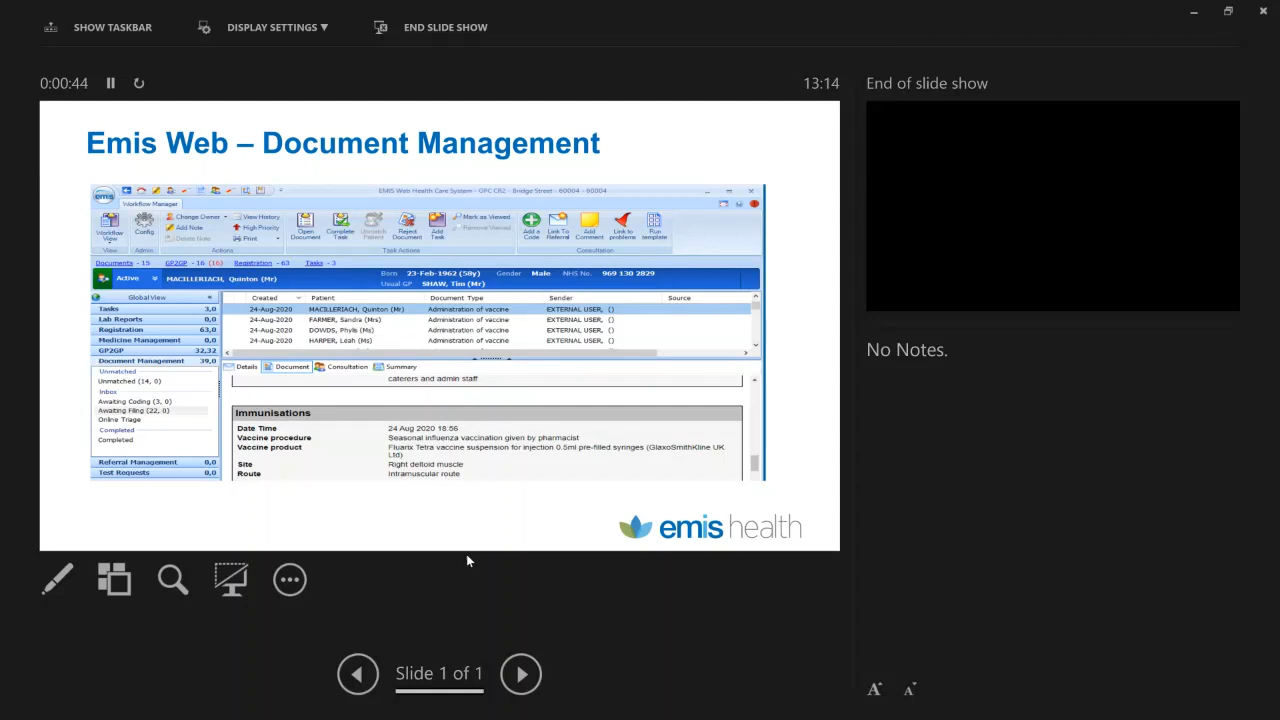 SHOW TASKBAR DISPLAY SETTINGS ▼ END SLIDE SHOW
0:00:44 13:14 End of slide show
Emis Web – Document Management
EMIS Web Health Care System - GPC CR2 - Bridge Street - 60004 - 60004
emis
Workflow Manager
Change Owner View History
Add Note High Priority
Delete Note Print
Workflow View Config Open Document Complete Task Unmatch Patient Reject Document Add Task
Mark as Viewed
Remove Viewed
Add a Code Link To Referral Add Comment Link to problems Run template
View Admin Actions Task Actions Consultation
Documents - 15 GP2GP - 16 (16) Registration - 63 Tasks - 3
Active MACILLERIACH, Quinton (Mr) Born 23-Feb-1962 (58y) Gender Male NHS No. 969 130 2829
Usual GP SHAW, Tim (Mr)
Global View «
Tasks 3,0
Lab Reports 0,0
Registration 63,0
Medicine Management 0,0
GP2GP 32,32
Document Management 39,0
Unmatched
Unmatched (14, 0)
Inbox
Awaiting Coding (3, 0)
Awaiting Filing (22, 0)
Online Triage
Completed
Completed
Referral Management 0,0
Test Requests 0,0
Created Patient Document Type Sender Source
24-Aug-2020 MACILLERIACH, Quinton (Mr) Administration of vaccine EXTERNAL USER, ()
24-Aug-2020 FARMER, Sandra (Mrs) Administration of vaccine EXTERNAL USER, ()
24-Aug-2020 DOWDS, Phylis (Ms) Administration of vaccine EXTERNAL USER, ()
24-Aug-2020 HARPER, Leah (Ms) Administration of vaccine EXTERNAL USER, ()
Details Document Consultation Summary
caterers and admin staff
Immunisations
Date Time 24 Aug 2020 18:56
Vaccine procedure Seasonal influenza vaccination given by pharmacist
Vaccine product Fluarix Tetra vaccine suspension for injection 0.5ml pre-filled syringes (GlaxoSmithKline UK
Ltd)
Site Right deltoid muscle
Route Intramuscular route
emis health
No Notes.
Slide 1 of 1
A A